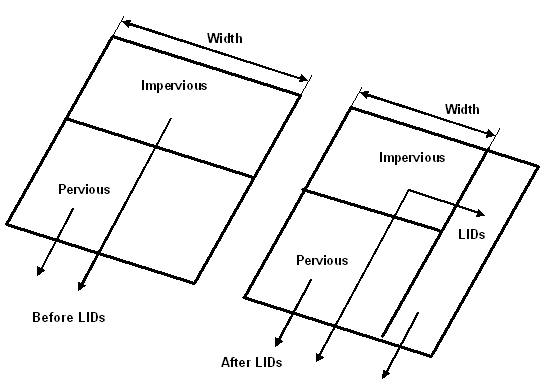 Width
Impervious
Pervious
Before LIDs
Width
Impervious
LIDs
Pervious
After LIDs